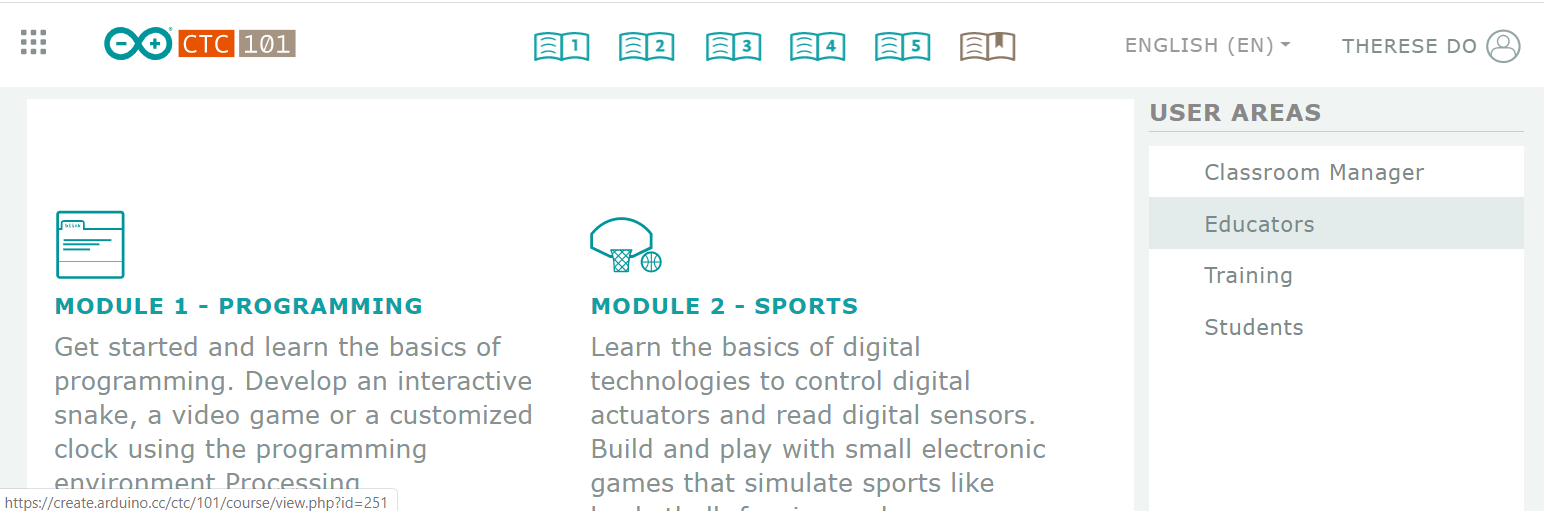 CTC 101
1
2
3
4
5
ENGLISH (EN)
THERESE DO
USER AREAS
Classroom Manager
Educators
Training
Students
MODULE 1 - PROGRAMMING
Get started and learn the basics of
programming. Develop an interactive
snake, a video game or a customized
clock using the programming
environment Processing
MODULE 2 - SPORTS
Learn the basics of digital
technologies to control digital
actuators and read digital sensors.
Build and play with small electronic
games that simulate sports like
https://create.arduino.cc/ctc/101/course/view.php?id=251